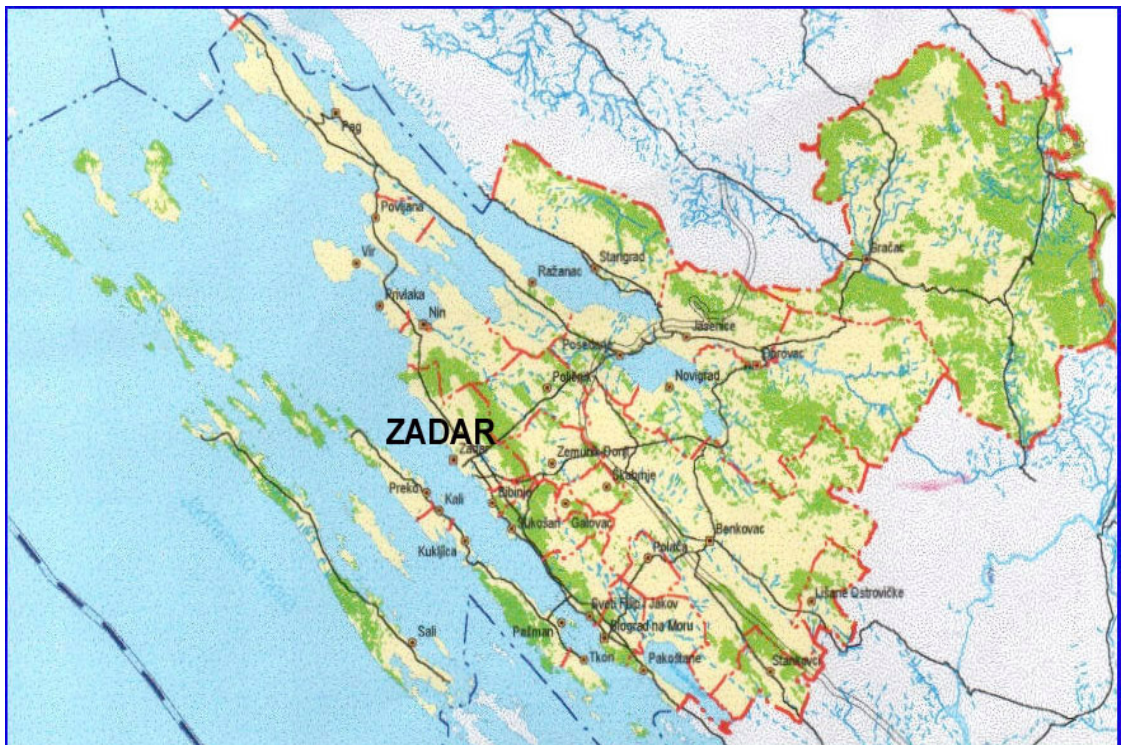 Pag
Povljana
Vir
Ražanac
Starigrad
Gračac
Privlaka
Nin
Posedarje
Jasenice
Obrovac
Poličnik
Novigrad
ZADAR
Zadar
Zemunik Donji
Škabrnje
Preko
Kali
Bibinje
Sukošan
Galovac
Benkovac
Kukljica
Polača
Lišane Ostrovičke
Sveti Filip i Jakov
Pašman
Biograd na Moru
Sali
Tkon
Pakoštane
Stankovci